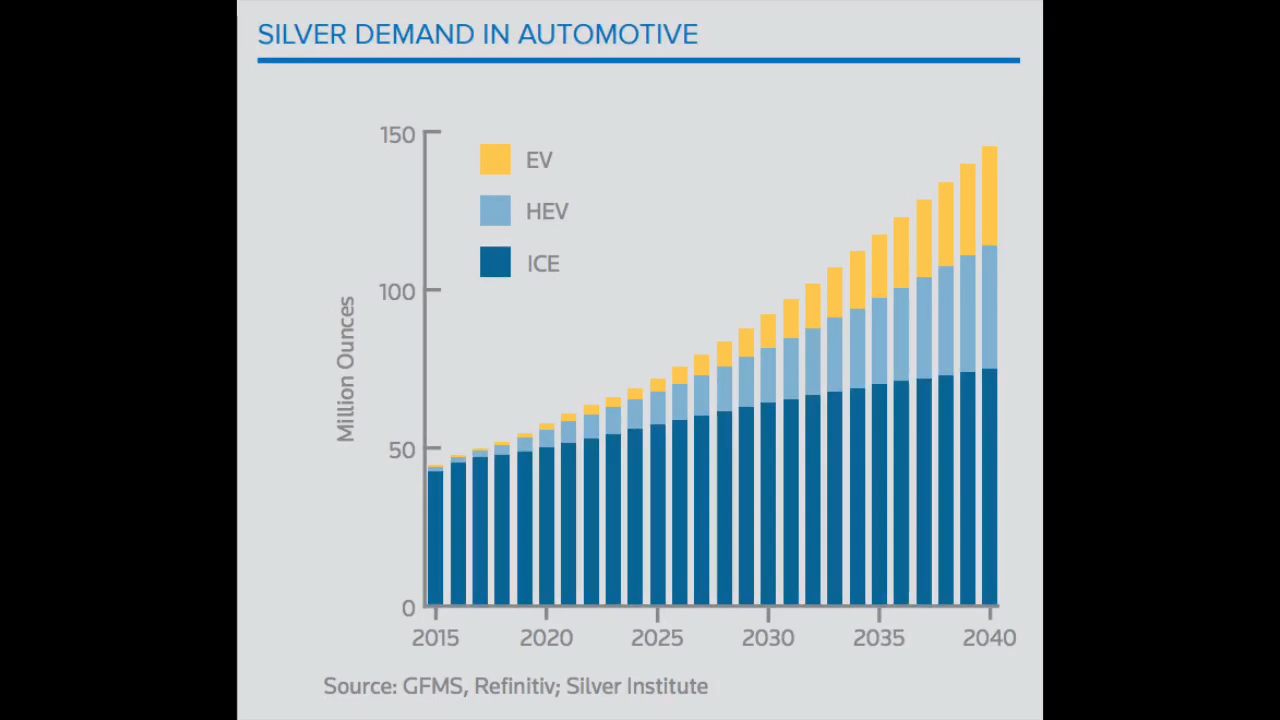 SILVER DEMAND IN AUTOMOTIVE
150
EV
HEV
ICE
100
Million Ounces
50
0
2015 2020 2025 2030 2035 2040
Source: GFMS, Refinitiv; Silver Institute